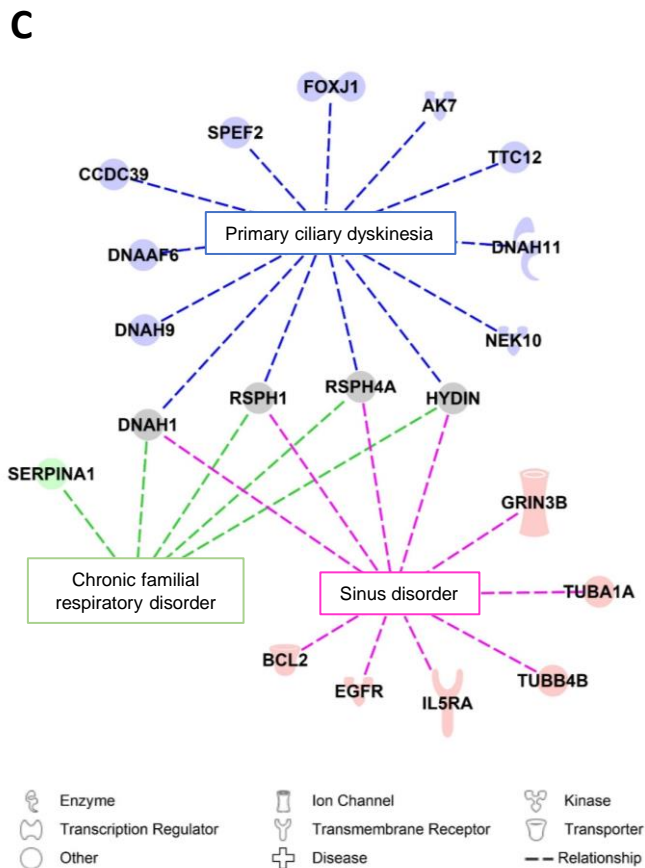 C
FOXJ1
AK7
SPEF2
TTC12
CCDC39
Primary ciliary dyskinesia
DNAAF6
DNAH11
DNAH9
NEK10
RSPH4A
RSPH1
HYDIN
DNAH1
SERPINA1
GRIN3B
Chronic familial
respiratory disorder
Sinus disorder
TUBA1A
BCL2
TUBB4B
EGFR
IL5RA
Enzyme
Ion Channel
Kinase
Transcription Regulator
Transmembrane Receptor
Transporter
Other
Disease
Relationship